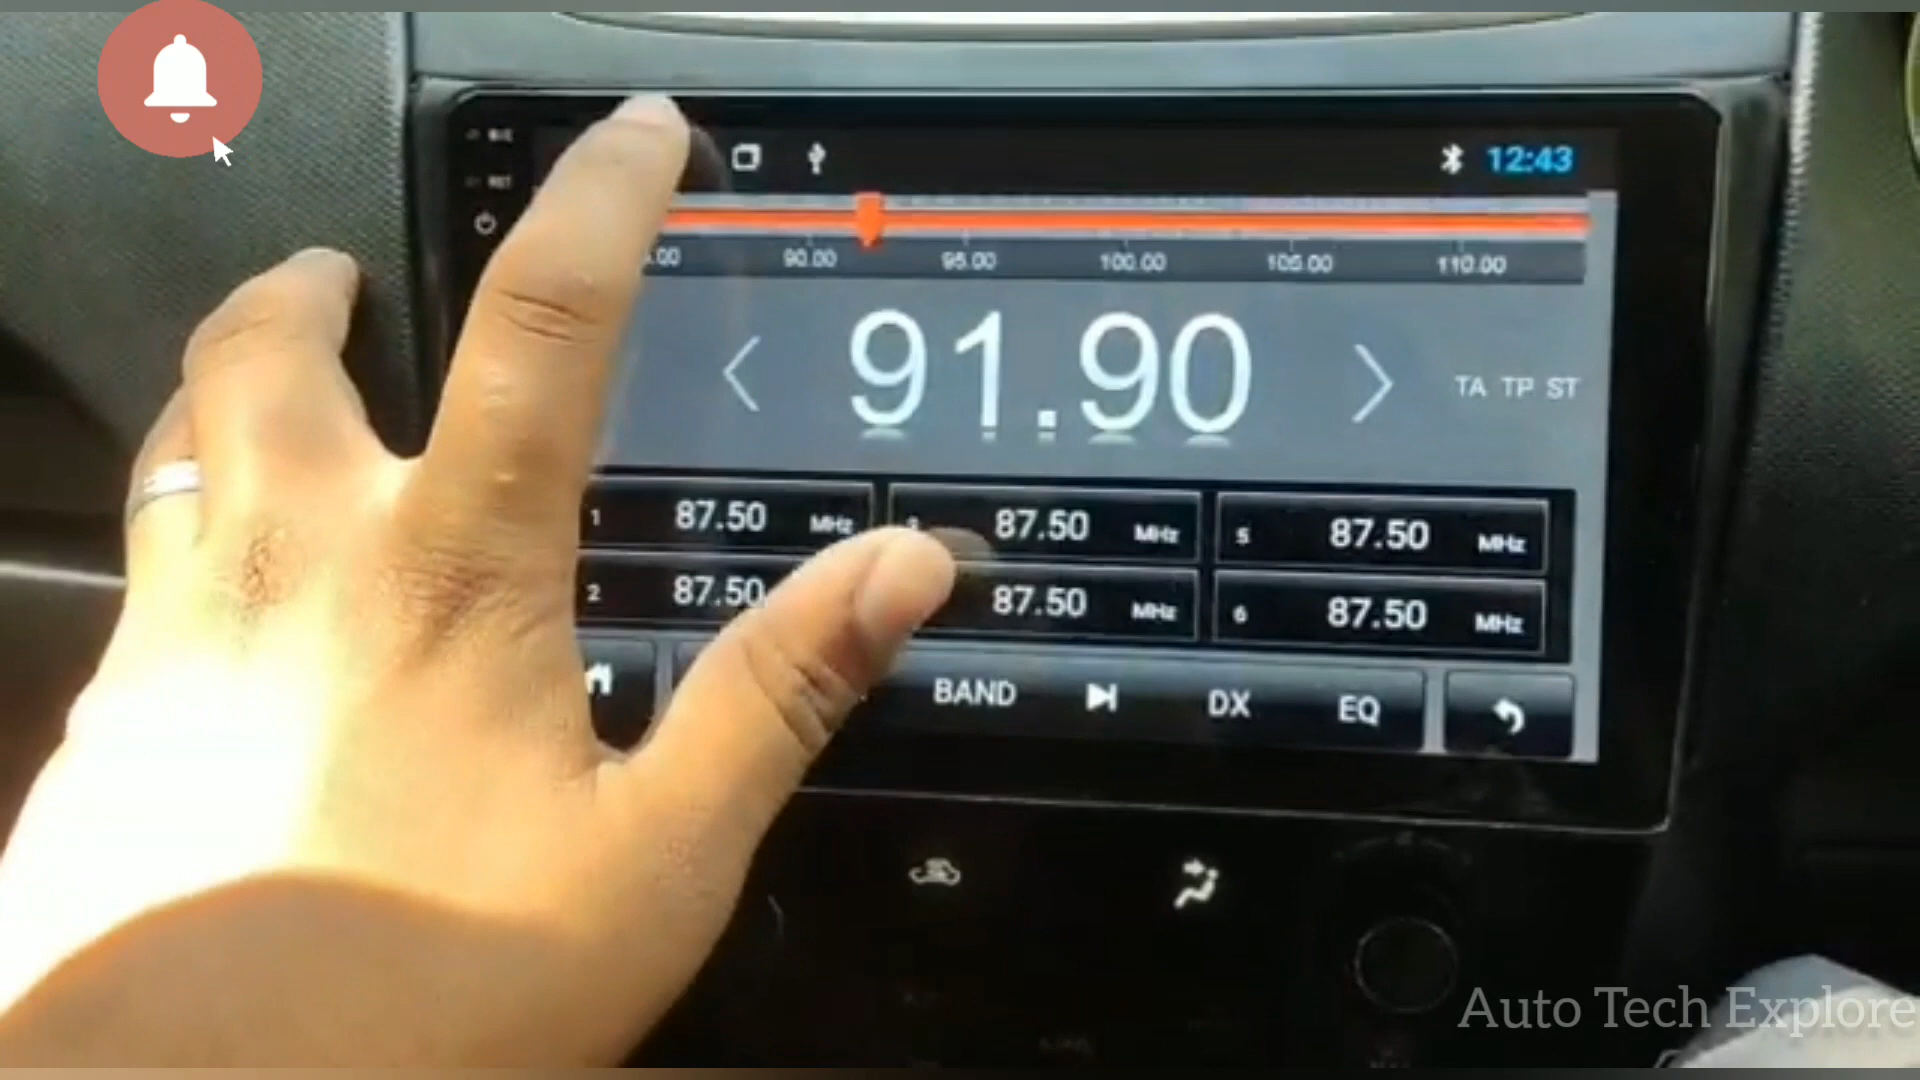 12:43
90.00 95.00 100.00 105.00 110.00
91.90
TA TP ST
1 87.50 MHz 87.50 MHz 5 87.50 MHz
2 87.50 87.50 MHz 6 87.50 MHz
BAND DX EQ
Auto Tech Explore